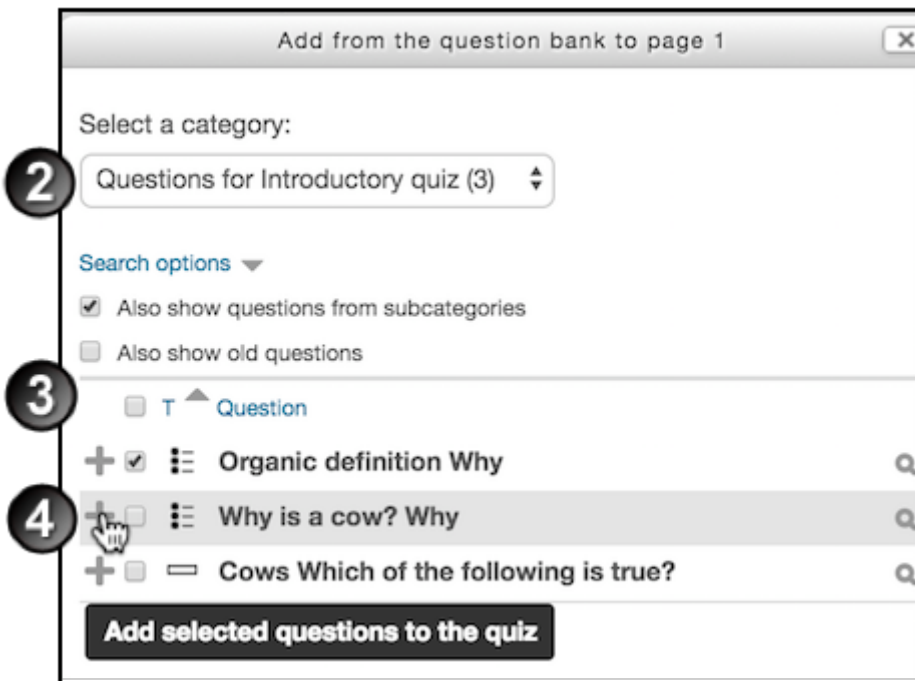 Add from the question bank to page 1
Select a category:
2
Questions for Introductory quiz (3)
Search options
Also show questions from subcategories
Also show old questions
3
T Question
Organic definition Why
4
Why is a cow? Why
Cows Which of the following is true?
Add selected questions to the quiz